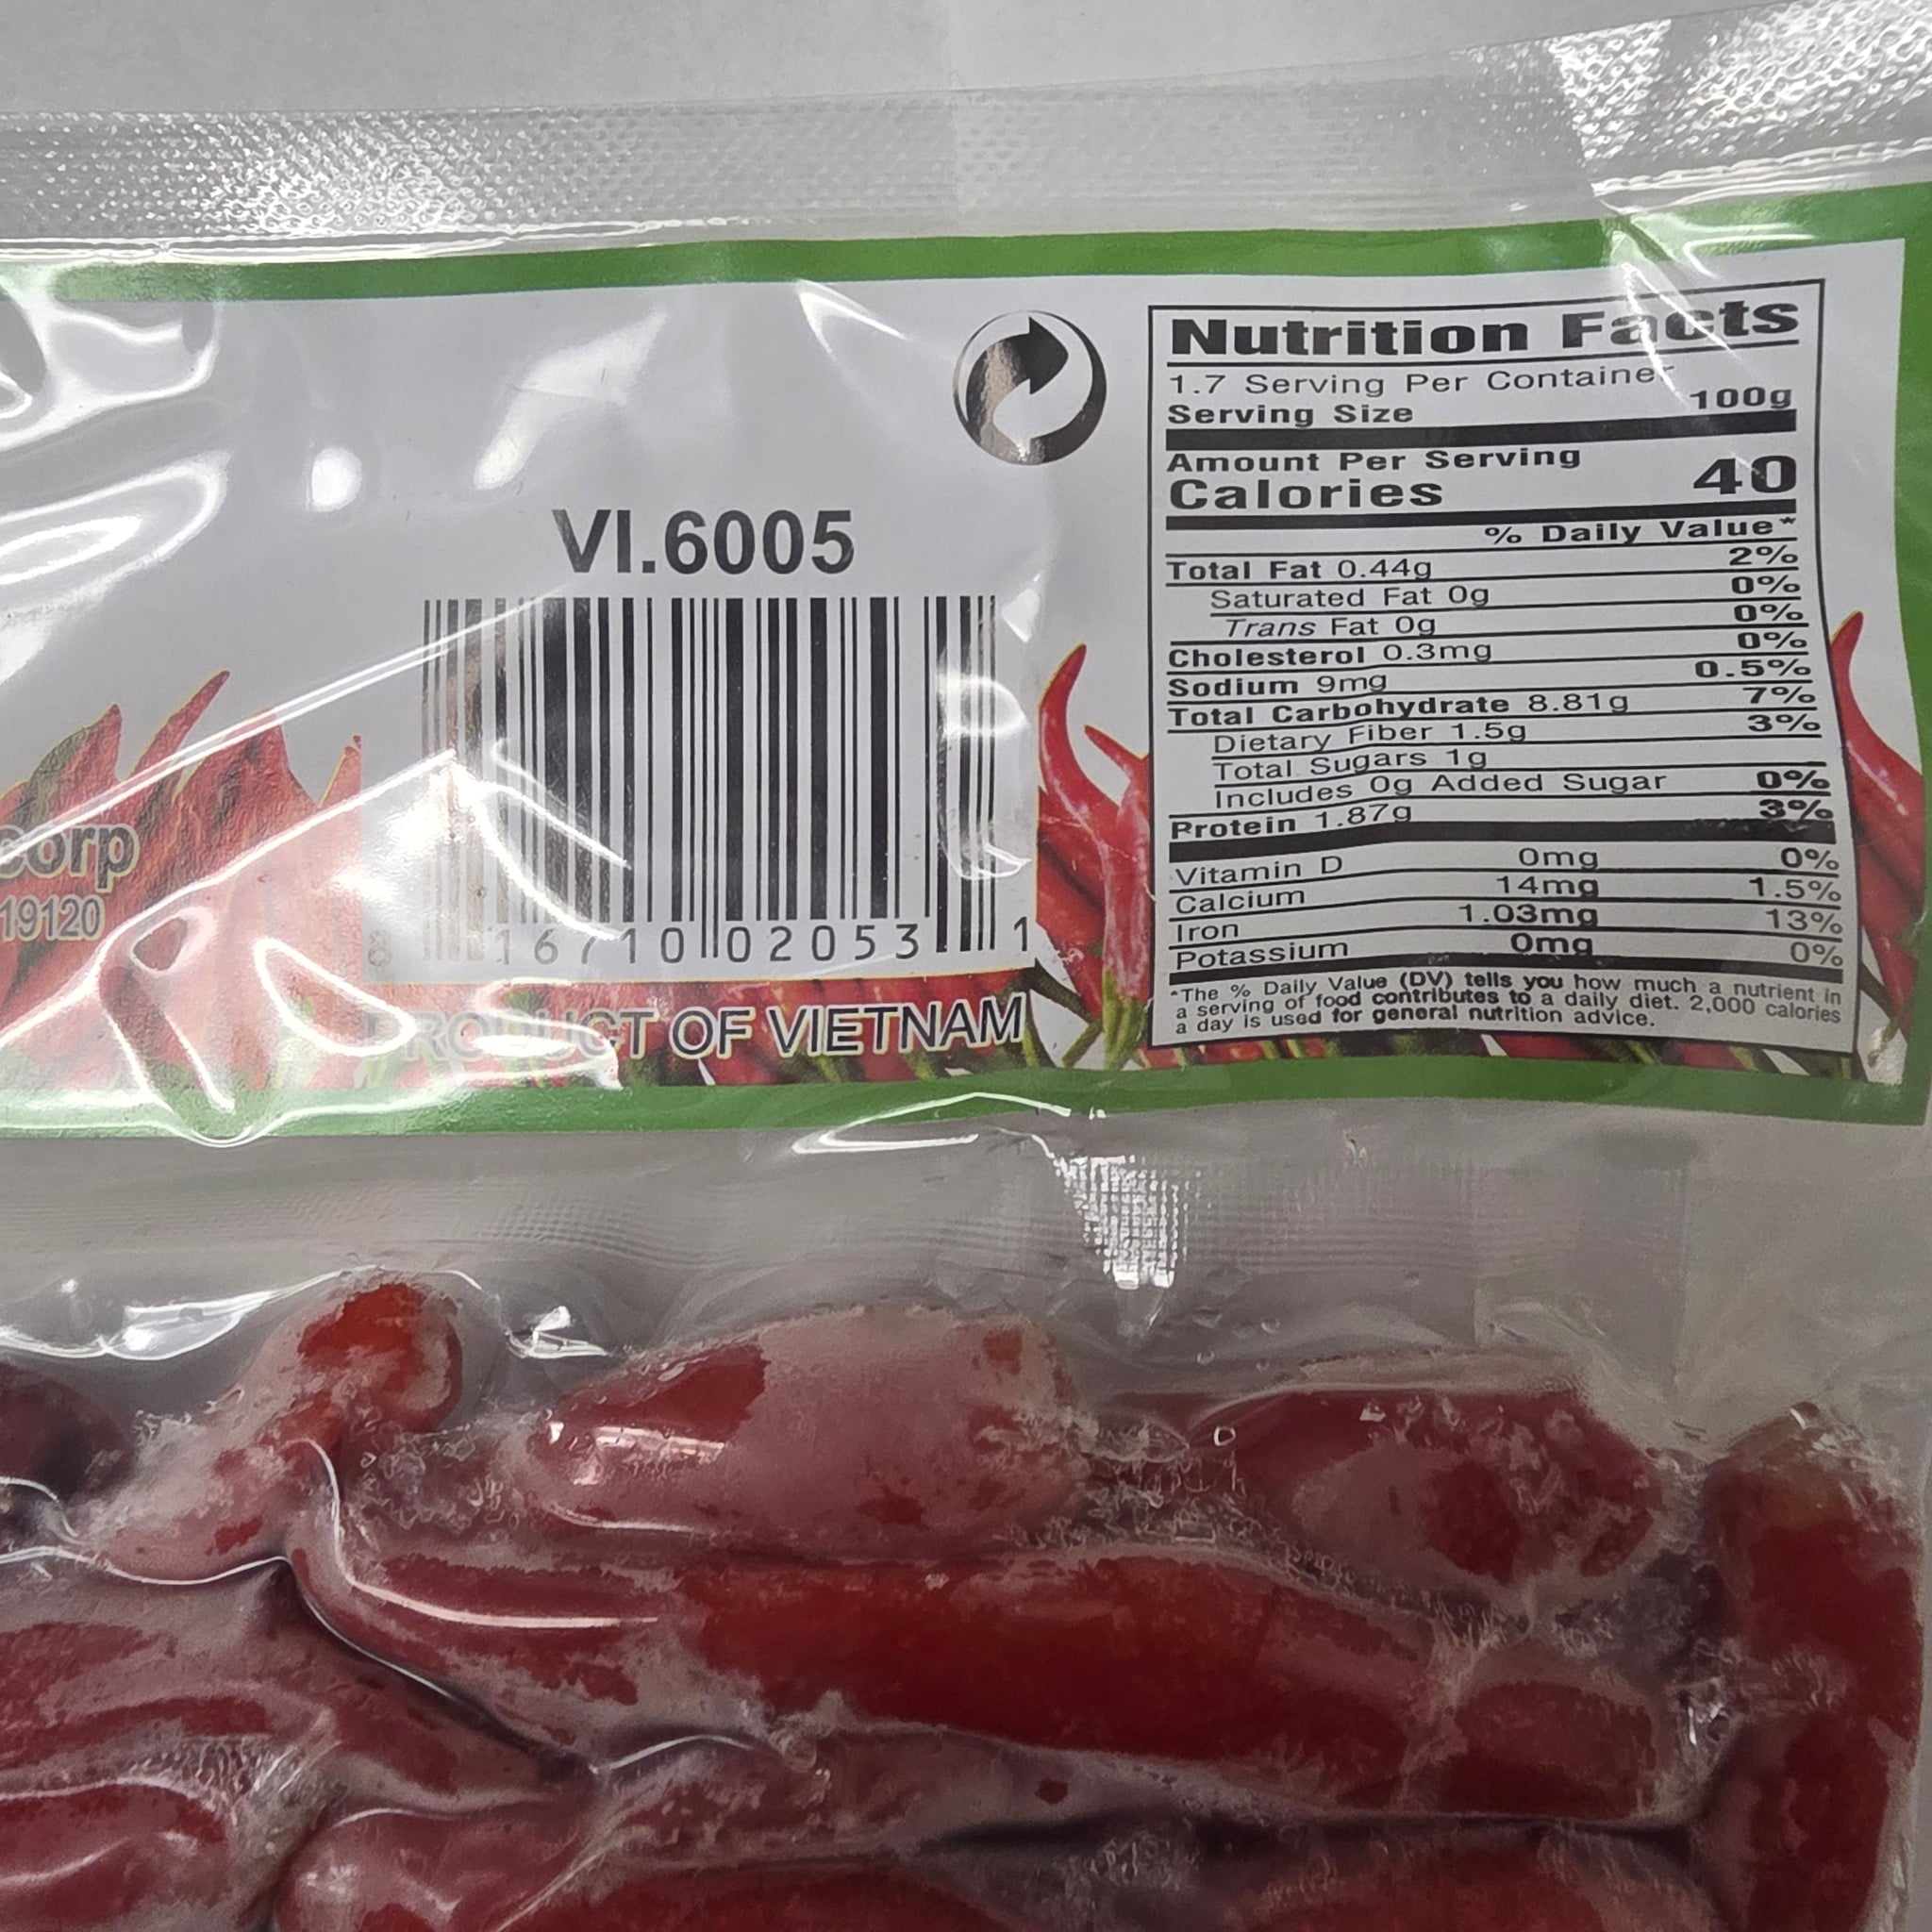 corp
19120
VI.6005
8 16710 02053 1
PRODUCT OF VIETNAM
Nutrition Facts
1.7 Serving Per Container
Serving Size 100g
Amount Per Serving
Calories 40
% Daily Value*
Total Fat 0.44g 2%
Saturated Fat 0g 0%
Trans Fat 0g 0%
Cholesterol 0.3mg 0%
Sodium 9mg 0.5%
Total Carbohydrate 8.81g 7%
Dietary Fiber 1.5g 3%
Total Sugars 1g
Includes 0g Added Sugar 0%
Protein 1.87g 3%
Vitamin D 0mg 0%
Calcium 14mg 1.5%
Iron 1.03mg 13%
Potassium 0mg 0%
*The % Daily Value (DV) tells you how much a nutrient in
a serving of food contributes to a daily diet. 2,000 calories
a day is used for general nutrition advice.